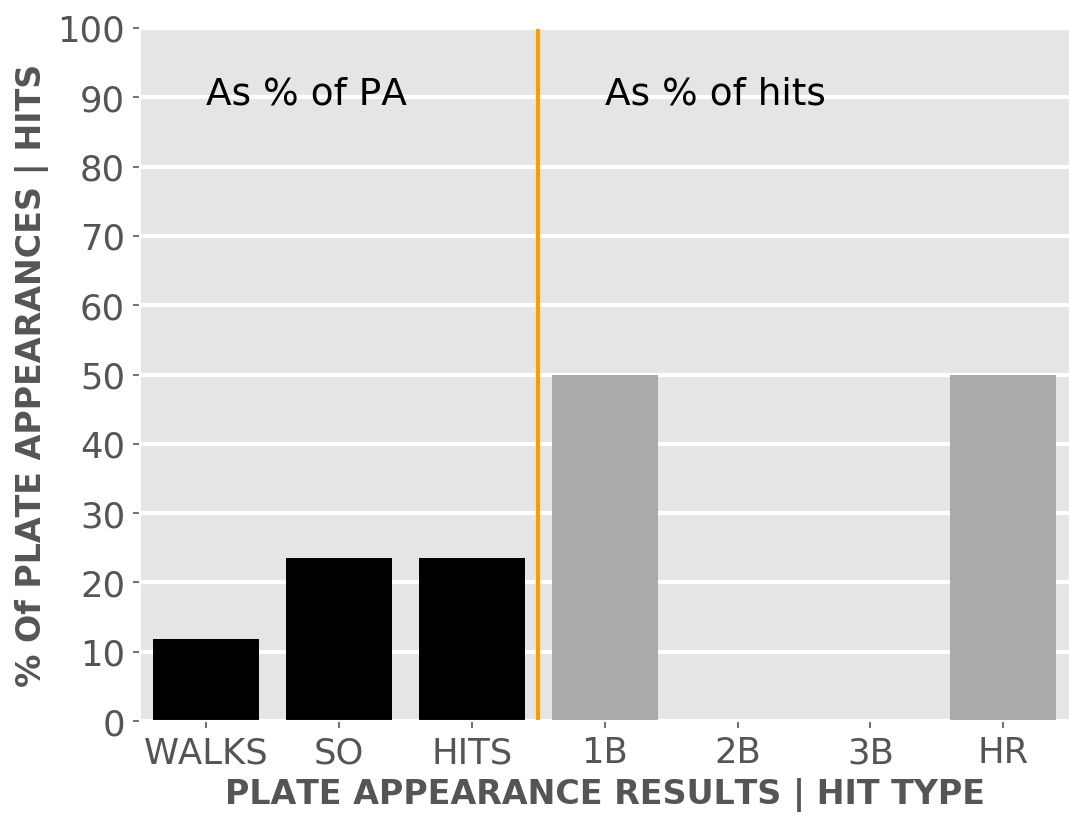 % Of PLATE APPEARANCES | HITS
100
90
80
70
60
50
40
30
20
10
0
As % of PA
As % of hits
WALKS SO HITS 1B 2B 3B HR
PLATE APPEARANCE RESULTS | HIT TYPE